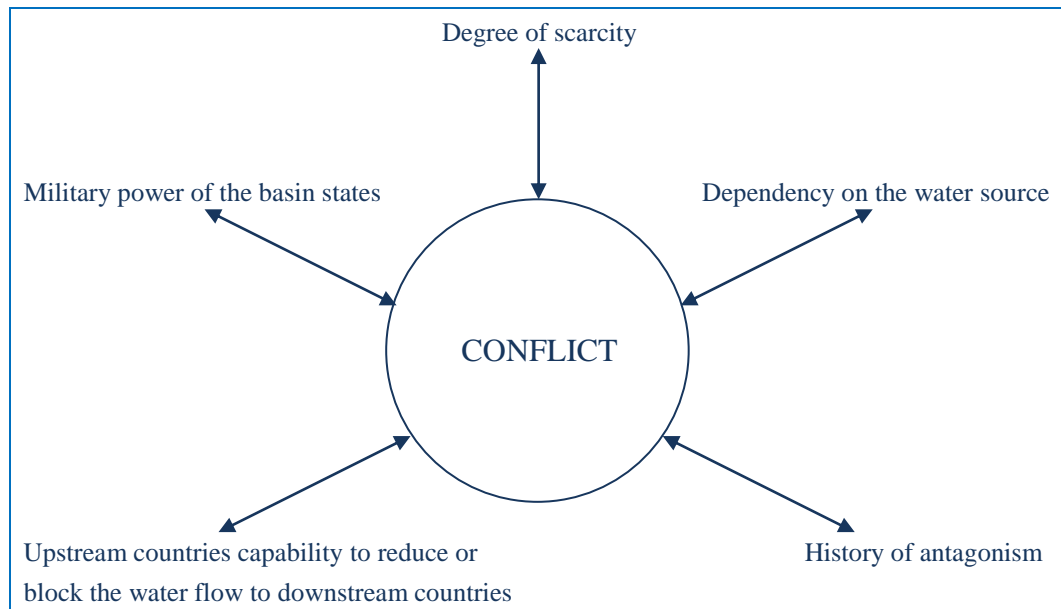 Degree of scarcity
Military power of the basin states
Dependency on the water source
CONFLICT
Upstream countries capability to reduce or
block the water flow to downstream countries
History of antagonism